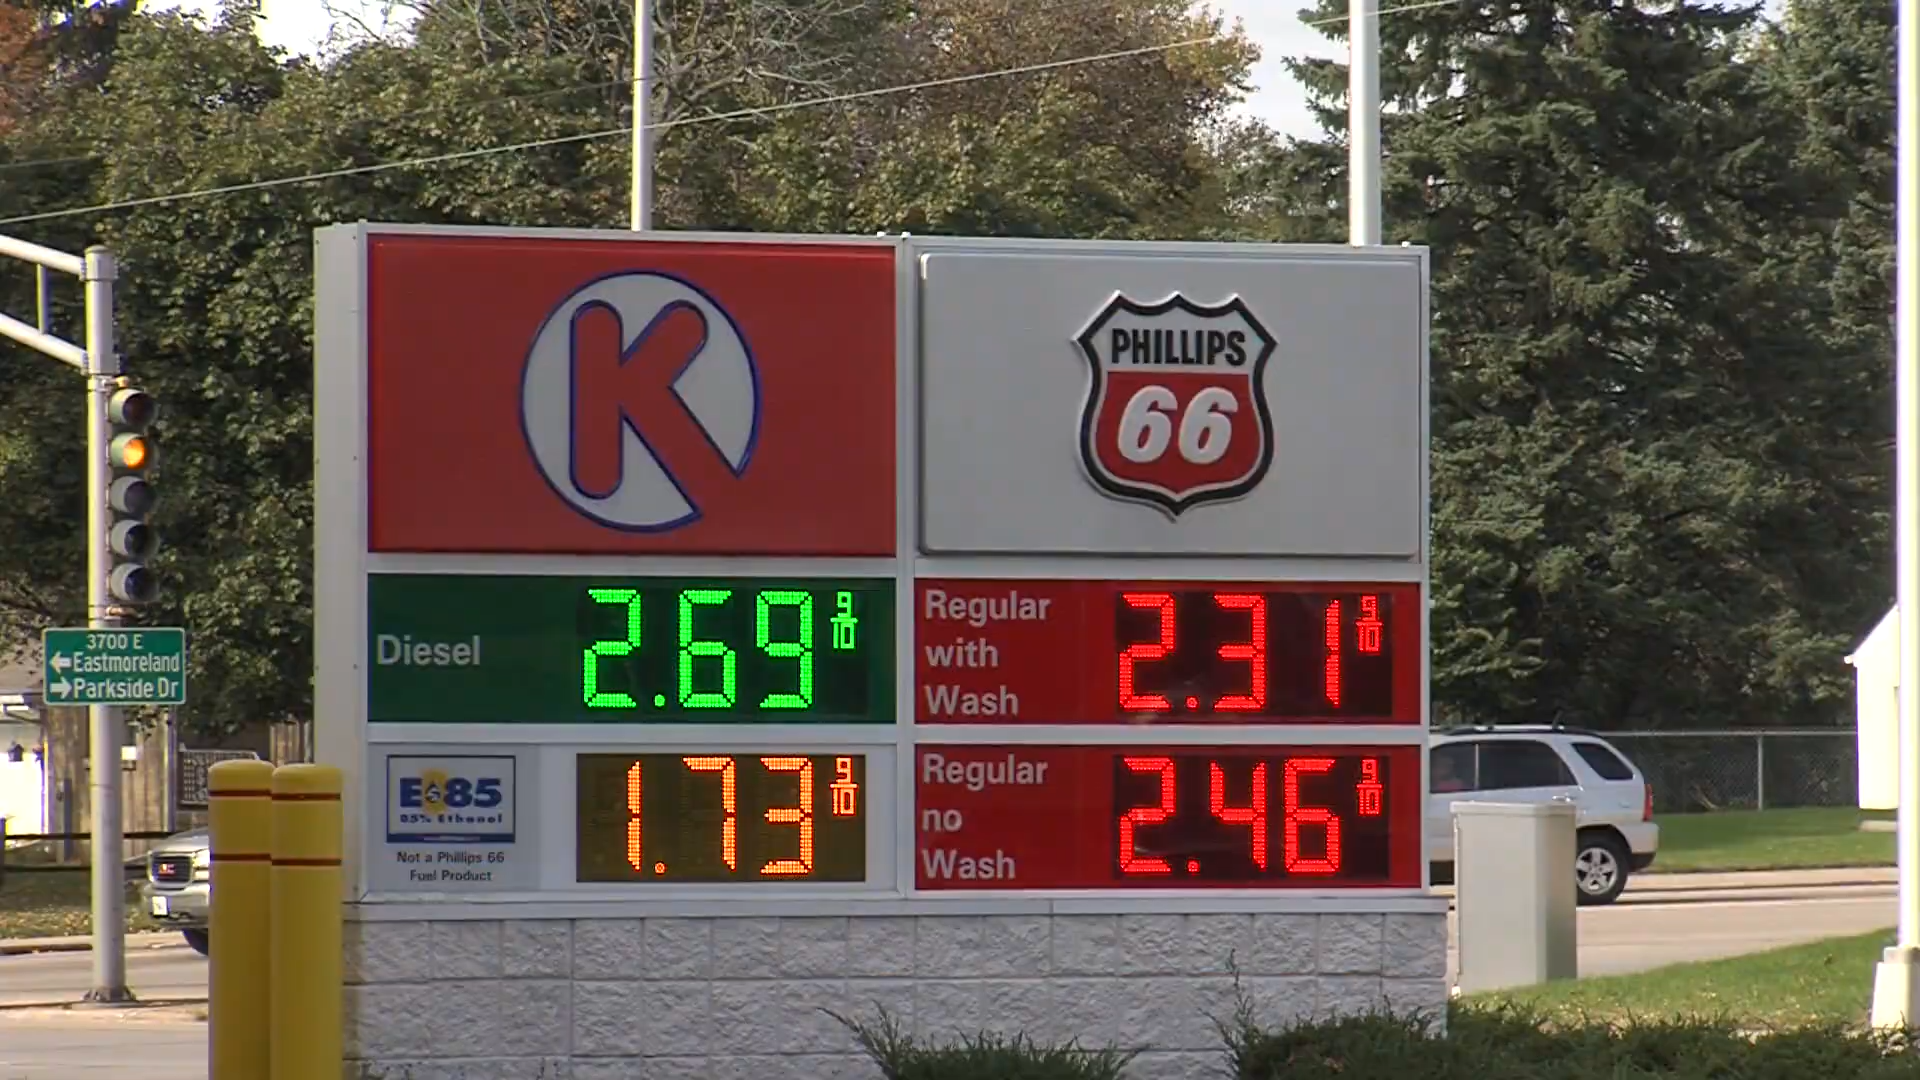 K
PHILLIPS
66
Diesel 2.69 9/10
Regular
with
Wash
2.31 9/10
E85
85% Ethanol
Not a Phillips 66
Fuel Product
1.73 9/10
Regular
no
Wash
2.46 9/10
3700 E
←Eastmoreland
→Parkside Dr